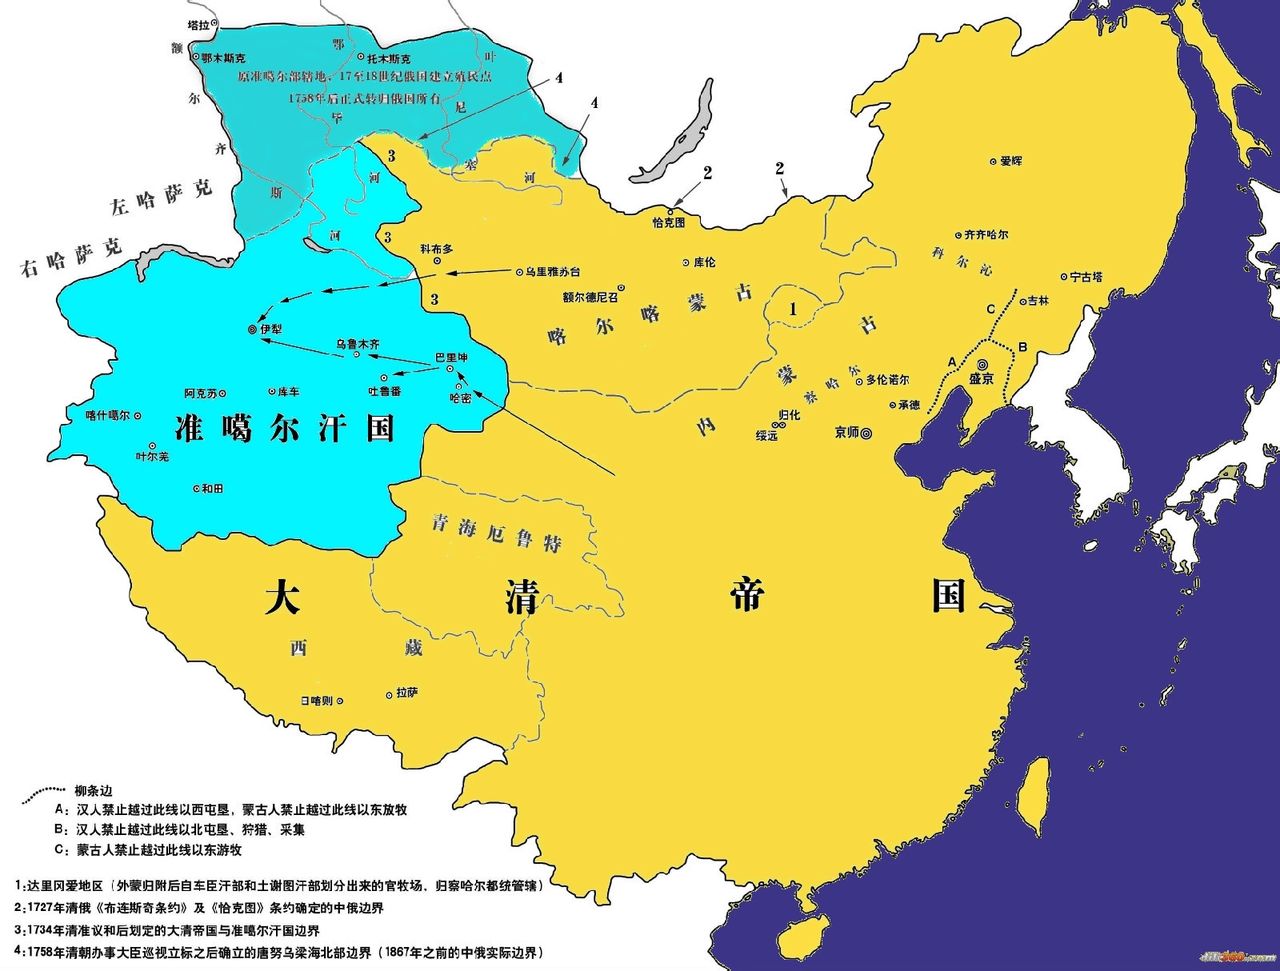 塔拉
鄂木斯克
托木斯克
额尔齐斯河
鄂毕河
叶尼塞河
原准噶尔部辖地，17至18世纪俄国建立殖民点
1758年后正式转归俄国所有
4
4
3
2
2
左哈萨克
右哈萨克
爱辉
恰克图
齐齐哈尔
科尔沁
科布多
3
库伦
乌里雅苏台
宁古塔
额尔德尼召
喀尔喀蒙古
3
1
吉林
C
伊犁
乌鲁木齐
巴里坤
内蒙古
察哈尔
A
B
盛京
阿克苏
库车
吐鲁番
哈密
多伦诺尔
承德
喀什噶尔
准噶尔汗国
归化
绥远
京师
叶尔羌
和田
青海厄鲁特
大清帝国
西藏
日喀则
拉萨
柳条边
A：汉人禁止越过此线以西屯垦，蒙古人禁止越过此线以东放牧
B：汉人禁止越过此线以北屯垦、狩猎、采集
C：蒙古人禁止越过此线以东游牧
1:达里冈爱地区（外蒙归附后自车臣汗部和土谢图汗部划分出来的官牧场、归察哈尔都统管辖）
2:1727年清俄《布连斯奇条约》及《恰克图》条约确定的中俄边界
3:1734年清准议和后划定的大清帝国与准噶尔汗国边界
4:1758年清朝办事大臣巡视立标之后确立的唐努乌梁海北部边界（1867年之前的中俄实际边界）